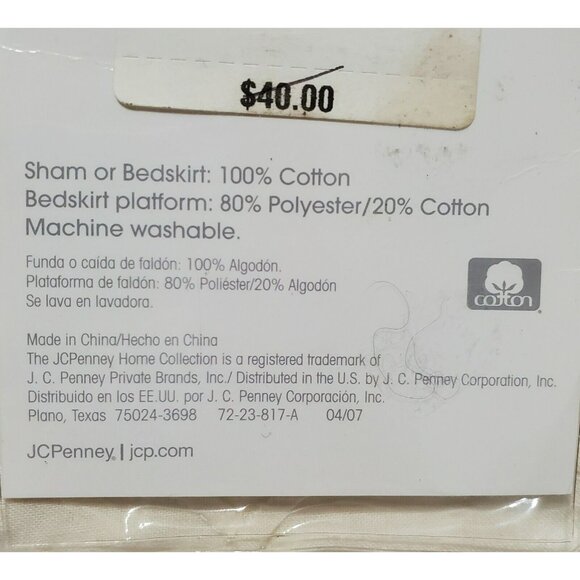 $40.00
Sham or Bedskirt: 100% Cotton
Bedskirt platform: 80% Polyester/20% Cotton
Machine washable.
Funda o caída de faldón: 100% Algodón.
Plataforma de faldón: 80% Poliéster/20% Algodón
Se lava en lavadora.
cotton
Made in China/Hecho en China
The JCPenney Home Collection is a registered trademark of
J. C. Penney Private Brands, Inc./ Distributed in the U.S. by J. C. Penney Corporation, Inc.
Distribuido en los EE.UU. por J. C. Penney Corporación, Inc.
Plano, Texas 75024-3698 72-23-817-A 04/07
JCPenney® | jcp.com